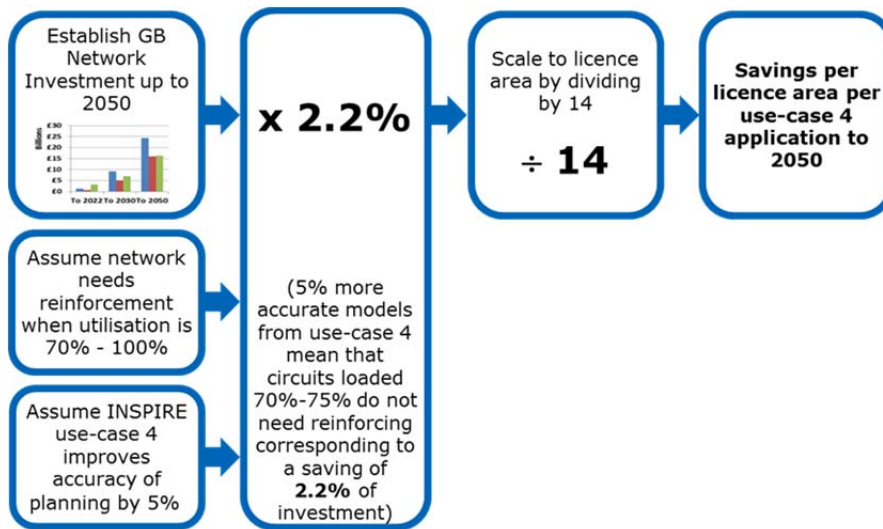 Establish GB
Network
Investment up to
2050
Billions
£30
£25
£20
£15
£10
£5
£0
To 2022 To 2030 To 2050
Assume network
needs
reinforcement
when utilisation is
70% - 100%
Assume INSPIRE
use-case 4
improves
accuracy of
planning by 5%
x 2.2%
(5% more
accurate models
from use-case 4
mean that
circuits loaded
70%-75% do not
need reinforcing
corresponding to
a saving of
2.2% of
investment)
Scale to licence
area by dividing
by 14
÷ 14
Savings per
licence area per
use-case 4
application to
2050